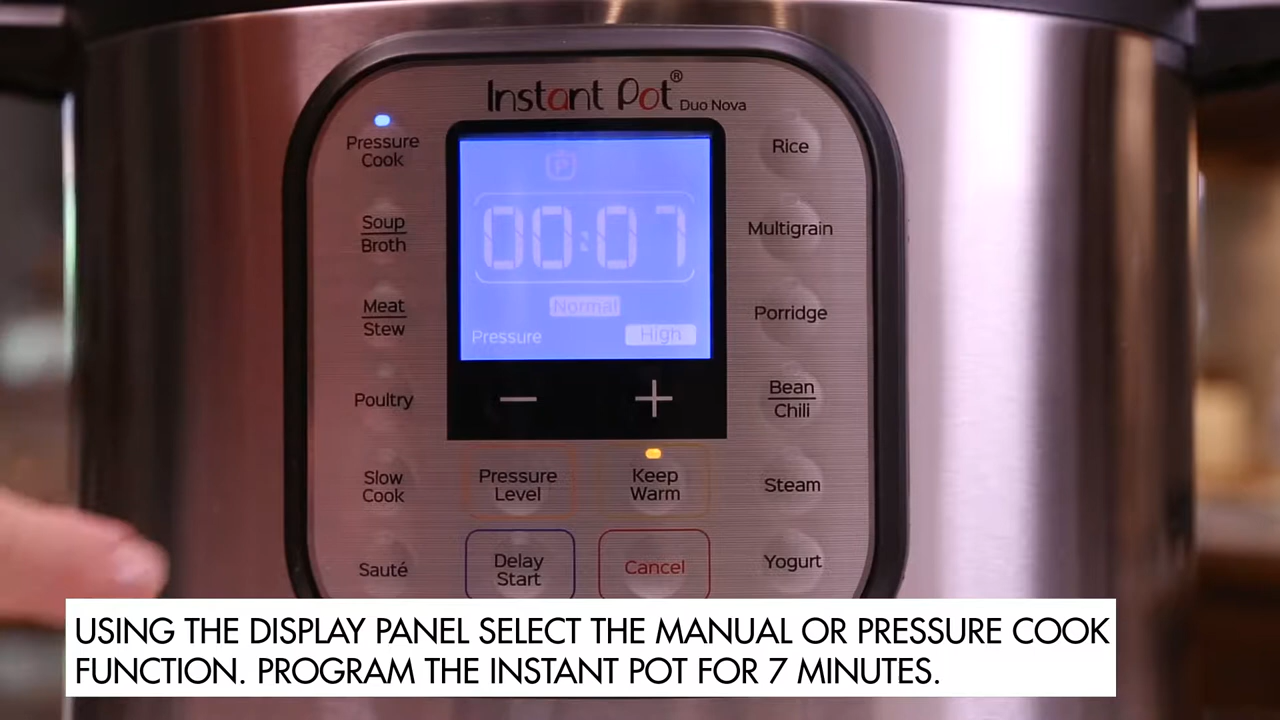 Instant Pot® Duo Nova
Pressure
Cook
Soup
Broth
Meat
Stew
Poultry
Slow
Cook
Sauté
P
00:07
Normal
Pressure High
− +
Pressure
Level
Keep
Warm
Delay
Start
Cancel
Rice
Multigrain
Porridge
Bean
Chili
Steam
Yogurt
USING THE DISPLAY PANEL SELECT THE MANUAL OR PRESSURE COOK
FUNCTION. PROGRAM THE INSTANT POT FOR 7 MINUTES.